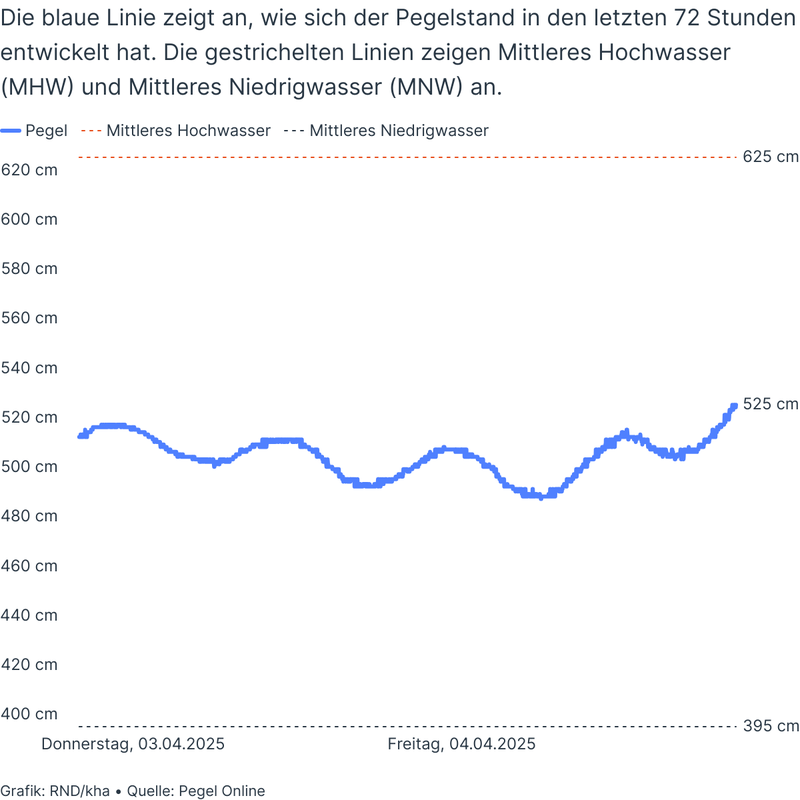 Die blaue Linie zeigt an, wie sich der Pegelstand in den letzten 72 Stunden
entwickelt hat. Die gestrichelten Linien zeigen Mittleres Hochwasser
(MHW) und Mittleres Niedrigwasser (MNW) an.
Pegel Mittleres Hochwasser Mittleres Niedrigwasser
625 cm
620 cm
600 cm
580 cm
560 cm
540 cm
525 cm
520 cm
500 cm
480 cm
460 cm
440 cm
420 cm
400 cm
395 cm
Donnerstag, 03.04.2025 Freitag, 04.04.2025
Grafik: RND/kha • Quelle: Pegel Online